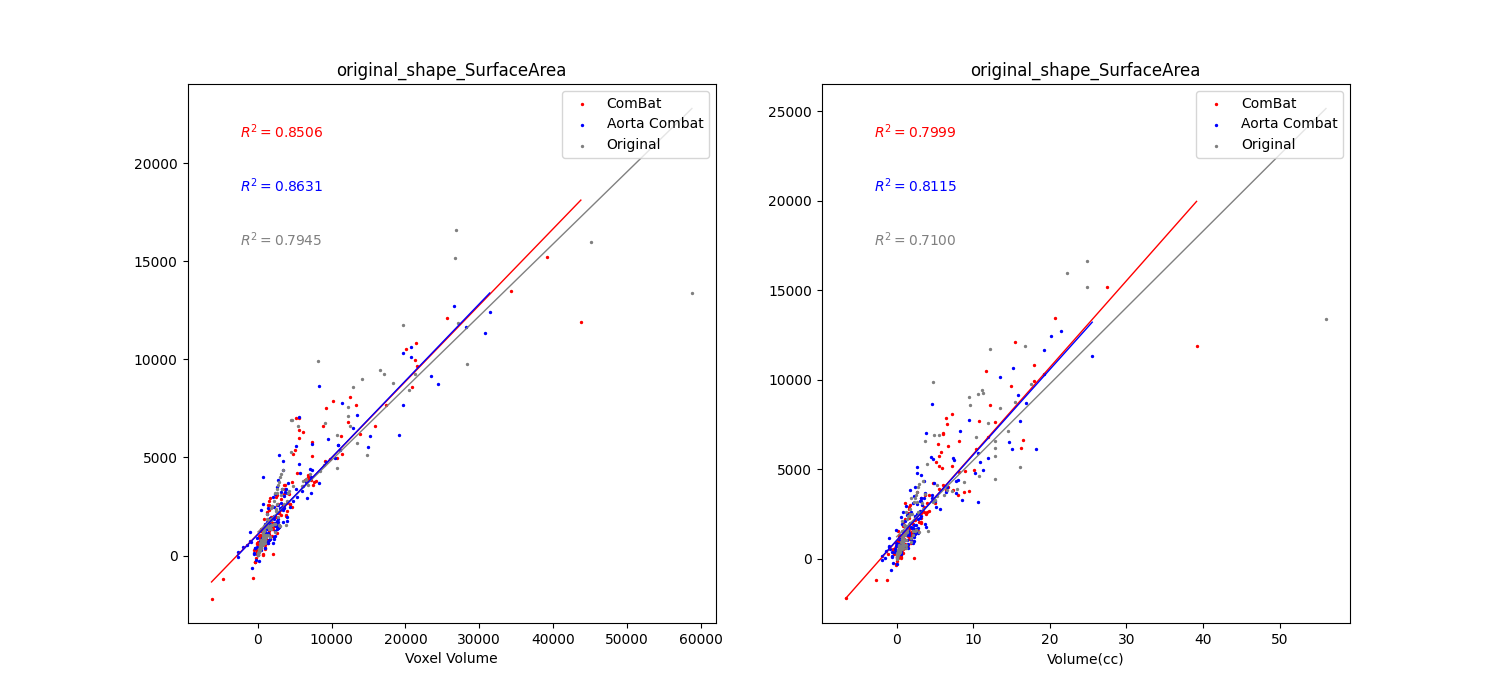 original_shape_SurfaceArea
ComBat
Aorta Combat
Original
R² = 0.8506
R² = 0.8631
R² = 0.7945
20000
15000
10000
5000
0
0 10000 20000 30000 40000 50000 60000
Voxel Volume
original_shape_SurfaceArea
ComBat
Aorta Combat
Original
R² = 0.7999
R² = 0.8115
R² = 0.7100
25000
20000
15000
10000
5000
0
0 10 20 30 40 50
Volume(cc)